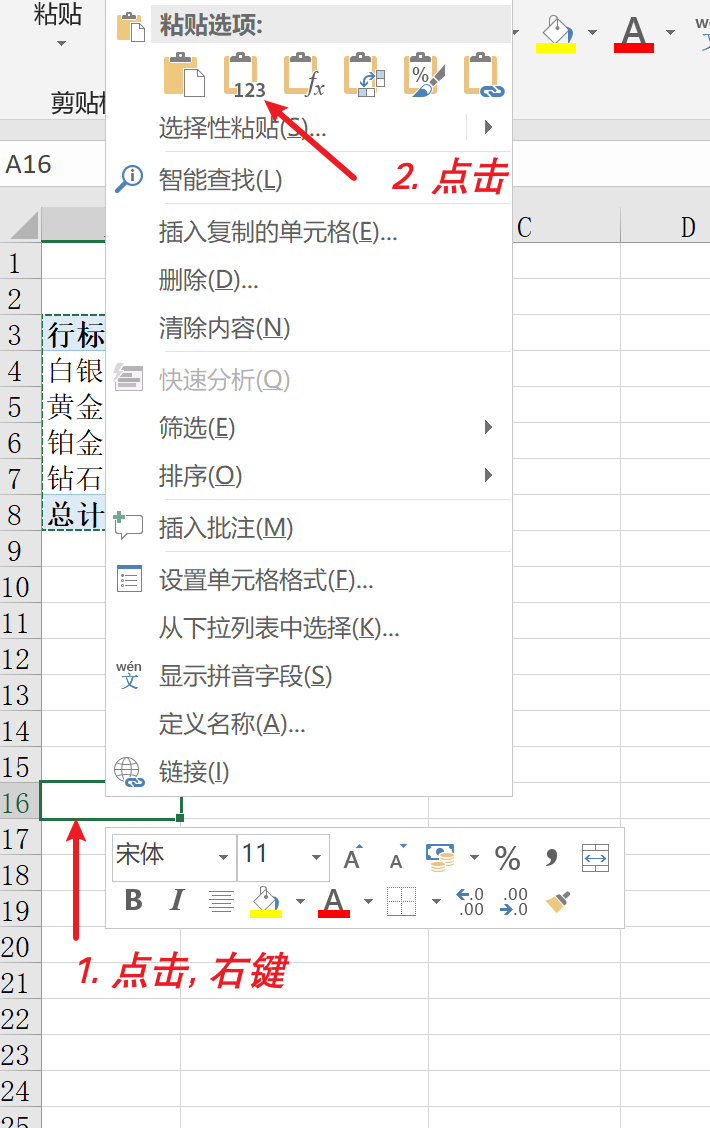 粘贴
剪贴
粘贴选项:
123 fx %
选择性粘贴(S)...
2. 点击
智能查找(L)
A16
插入复制的单元格(E)...
C D
删除(D)...
清除内容(N)
快速分析(Q)
筛选(E)
排序(O)
插入批注(M)
设置单元格格式(F)...
从下拉列表中选择(K)...
wén
文
显示拼音字段(S)
定义名称(A)...
链接(I)
1
2
3 行标
4 白银
5 黄金
6 铂金
7 钻石
8 总计
9
10
11
12
13
14
15
16
17
18
19
20
21
22
23
24
25
宋体 11 A A % ,
B I A .0 .00
.00 .0
1. 点击, 右键
A